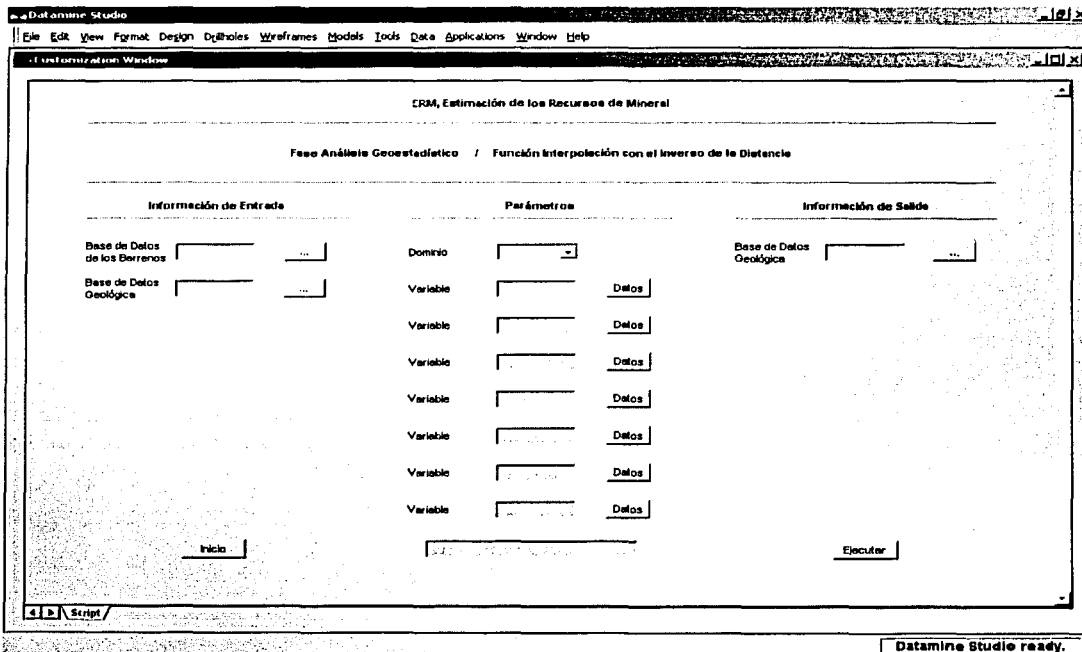 Datamine Studio
File Edit View Format Design Drillholes Wireframes Models Tools Data Applications Window Help
Customization Window
ERM, Estimación de los Recursos de Mineral
Fase Análisis Geoestadístico / Función Interpolación con el Inverso de la Distancia
Información de Entrada Parámetros Información de Salida
Base de Datos de los Barrenos ... Dominio Base de Datos Geológica ...
Base de Datos Geológica ... Variable Datos
Variable Datos
Variable Datos
Variable Datos
Variable Datos
Variable Datos
Variable Datos
Inicio Ejecutar
Script
Datamine Studio ready.